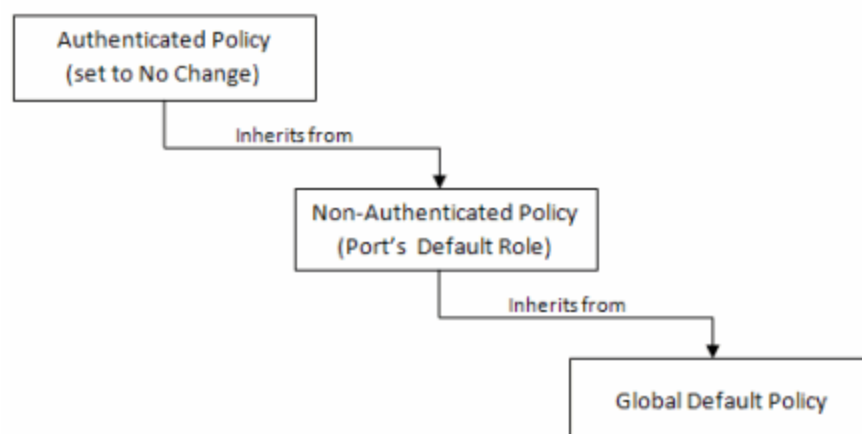 Authenticated Policy
(set to No Change)
Inherits from
Non-Authenticated Policy
(Port's Default Role)
Inherits from
Global Default Policy